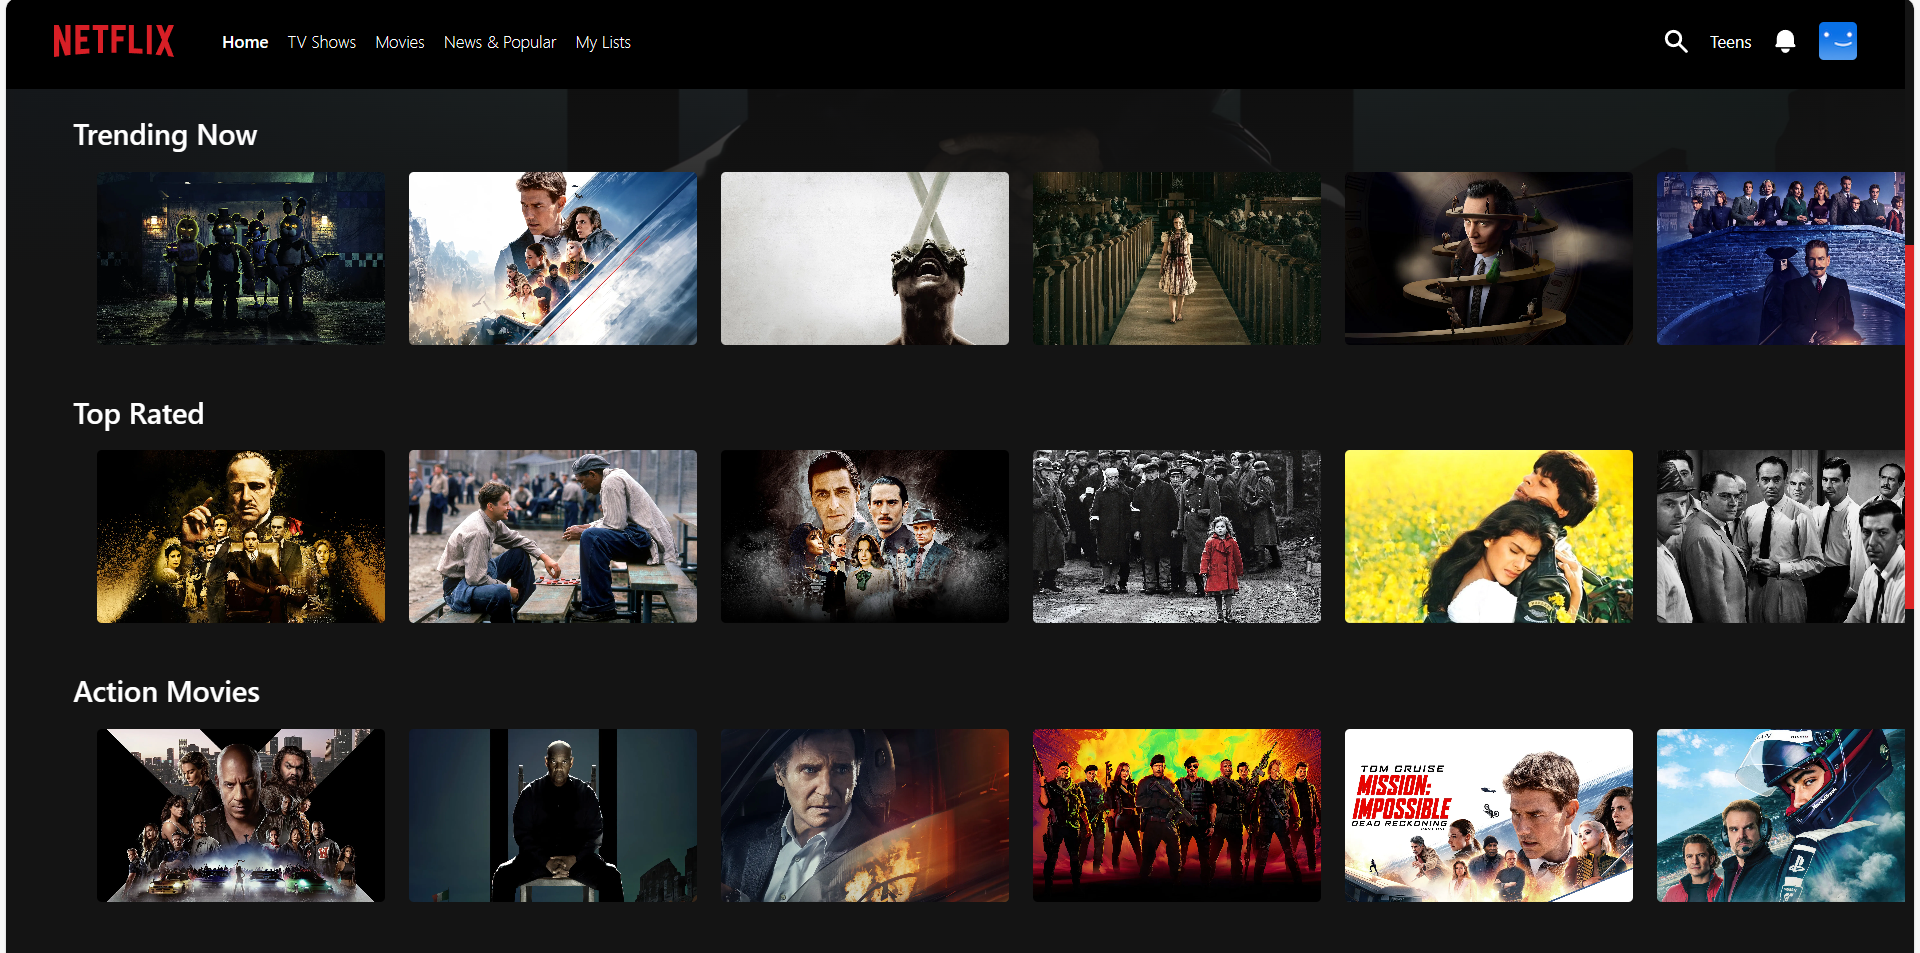 NETFLIX
Home TV Shows Movies News & Popular My Lists
Teens
Trending Now
Top Rated
Action Movies
TOM CRUISE
MISSION:
IMPOSSIBLE
DEAD RECKONING